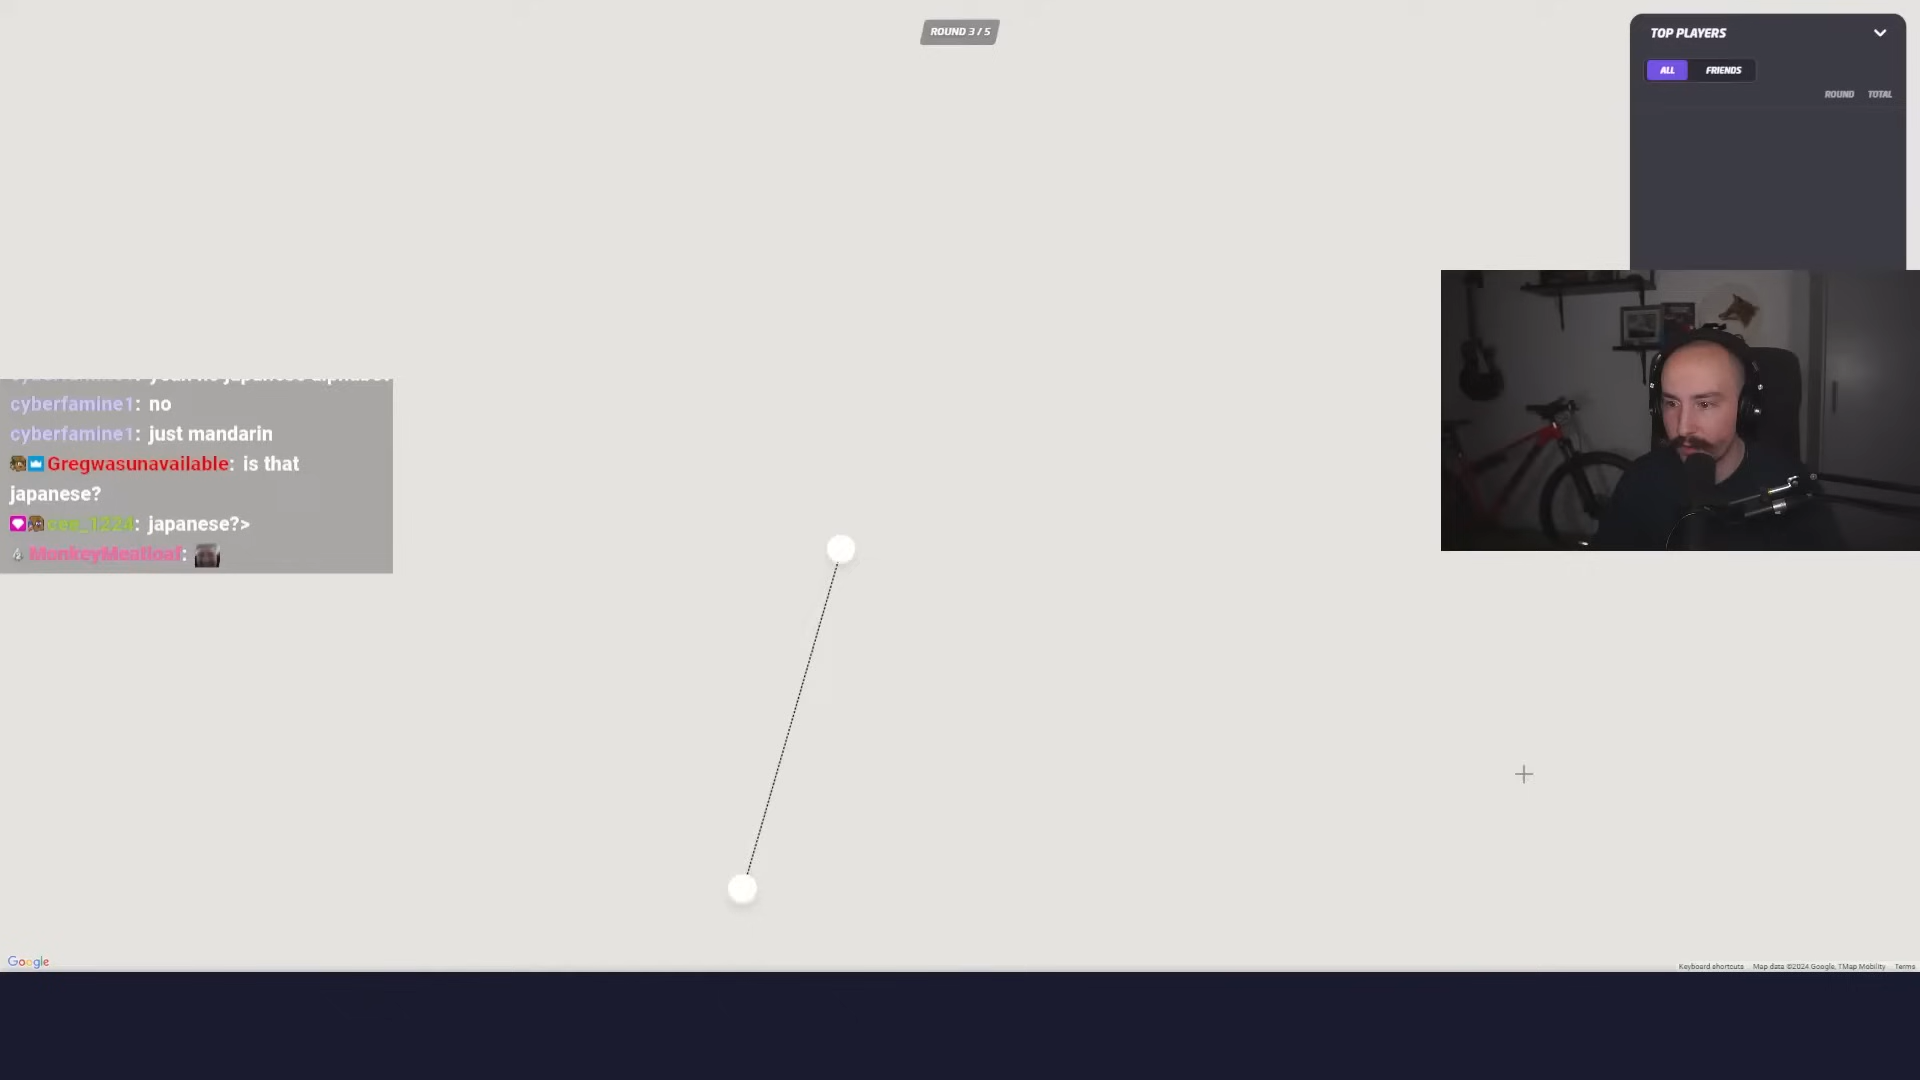 ROUND 3 / 5
TOP PLAYERS
ALL
FRIENDS
ROUND TOTAL
cyberfamine1: no
cyberfamine1: just mandarin
Gregwasunavailable: is that
japanese?
: japanese?>
MonkeyMeatloaf:
Google
Keyboard shortcuts
Map data ©2024 Google, TMap Mobility
Terms